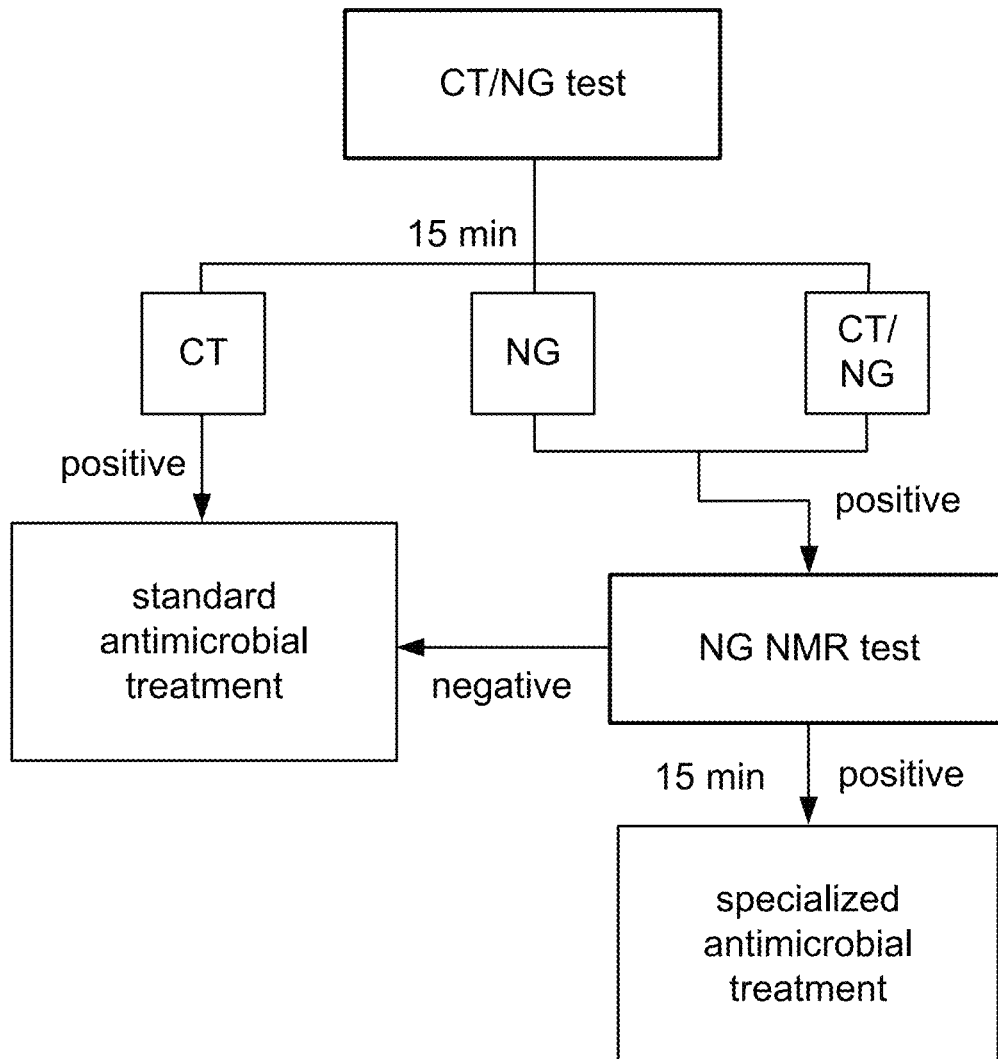 CT/NG test
15 min
CT
NG
CT/
NG
positive
positive
standard
antimicrobial
treatment
negative
NG NMR test
15 min
positive
specialized
antimicrobial
treatment